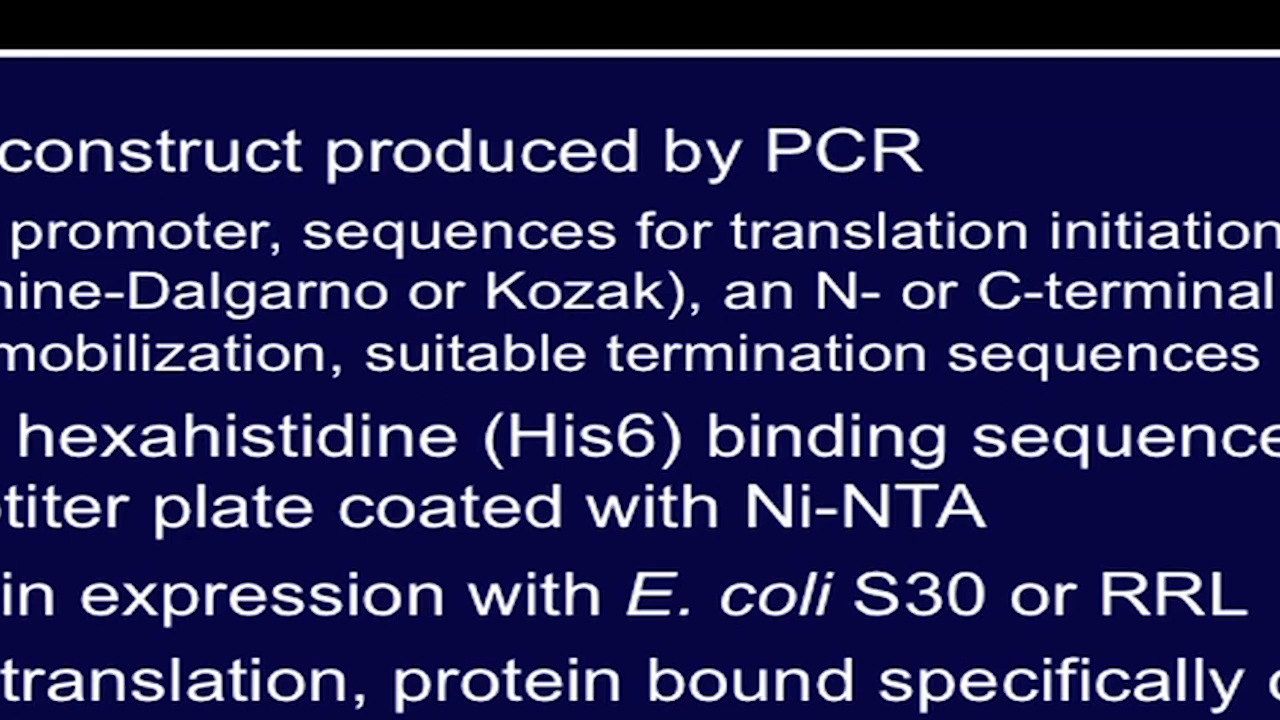 construct produced by PCR
promoter, sequences for translation initiation
hine-Dalgarno or Kozak), an N- or C-terminal
mobilization, suitable termination sequences
hexahistidine (His6) binding sequence
titer plate coated with Ni-NTA
in expression with E. coli S30 or RRL
translation, protein bound specifically